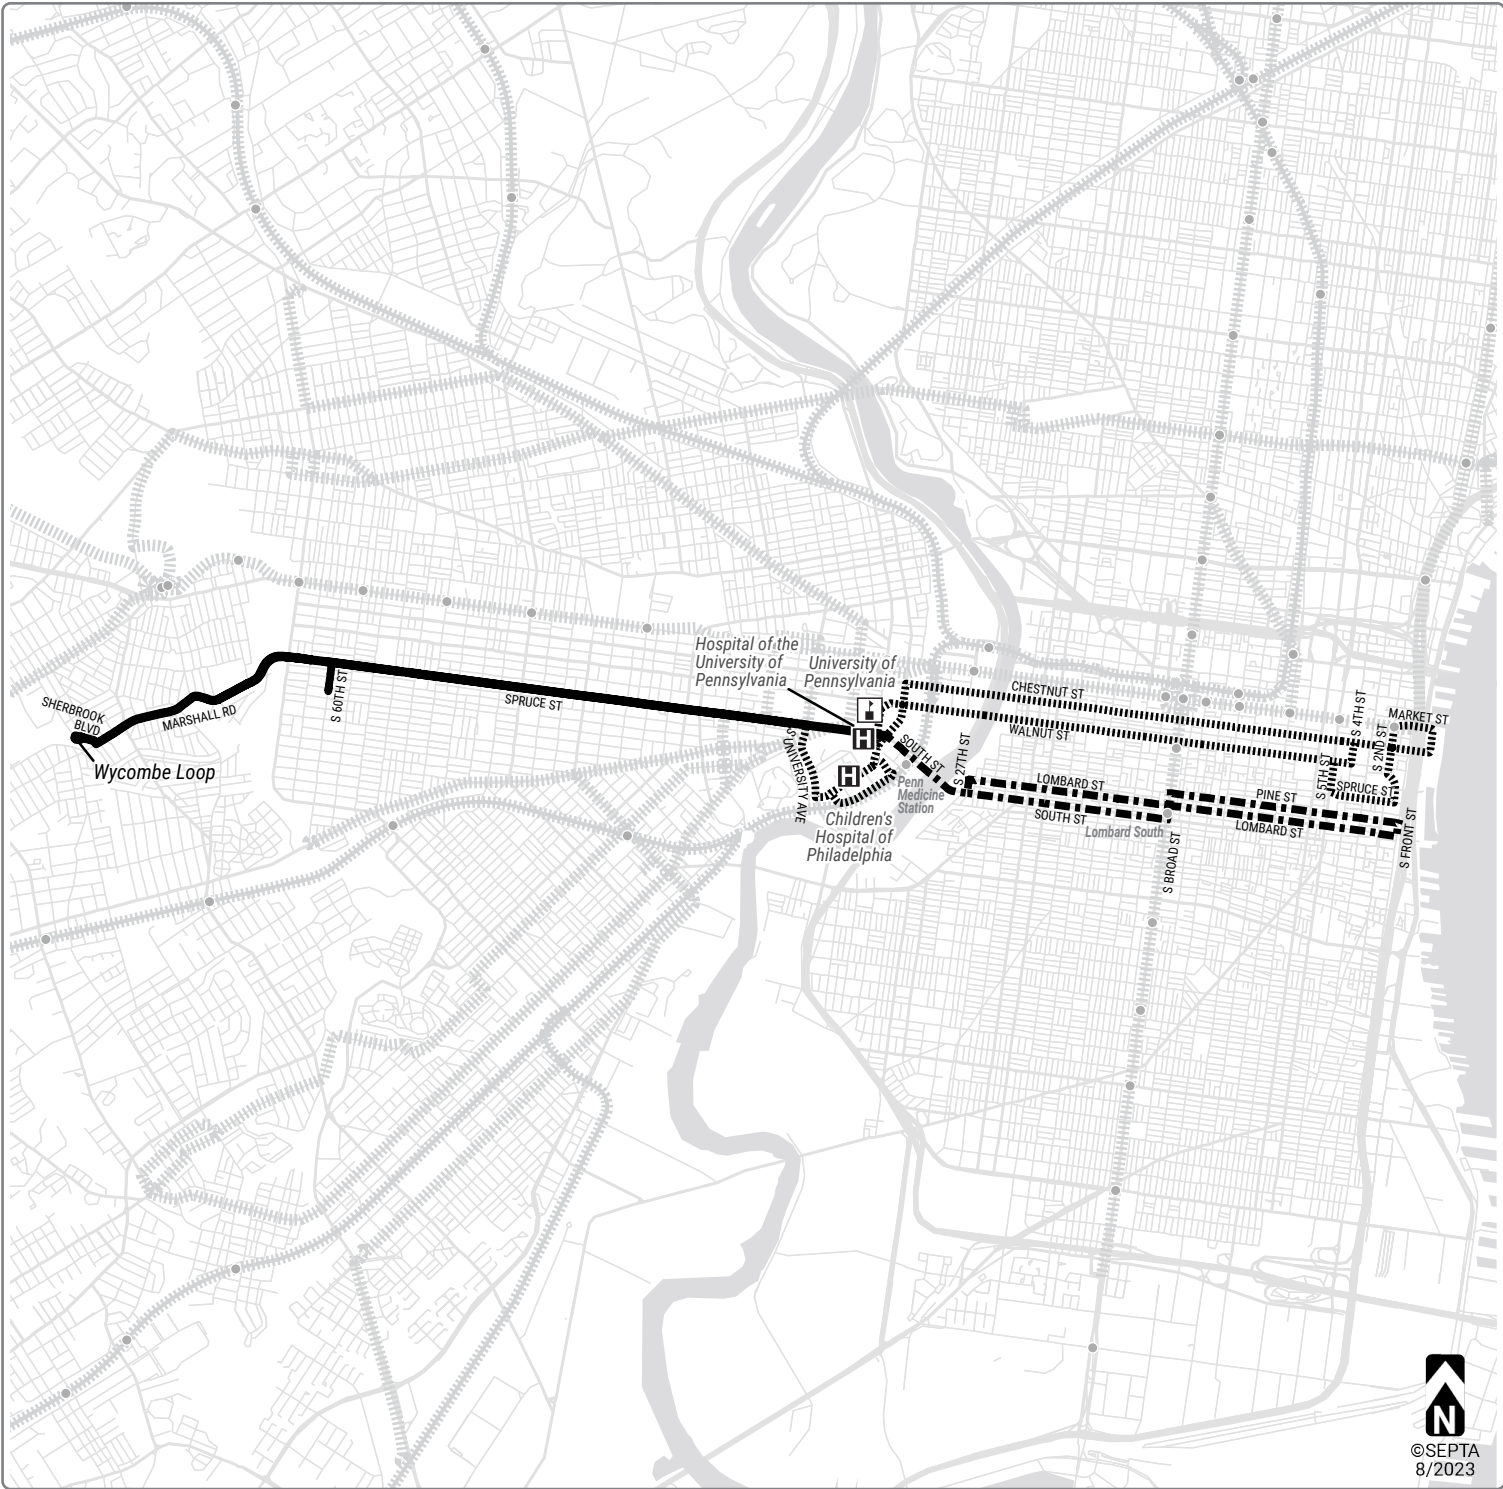 Hospital of the
University of
Pennsylvania
University of
Pennsylvania
SHERBROOK
BLVD
MARSHALL RD
S 60TH ST
SPRUCE ST
Wycombe Loop
S UNIVERSITY AVE
SOUTH ST
S 27TH ST
CHESTNUT ST
WALNUT ST
S 4TH ST
MARKET ST
S 2ND ST
S 5TH ST
SPRUCE ST
Penn
Medicine
Station
LOMBARD ST
SOUTH ST
PINE ST
LOMBARD ST
Lombard South
S BROAD ST
S FRONT ST
Children's
Hospital of
Philadelphia
H
H
N
©SEPTA
8/2023